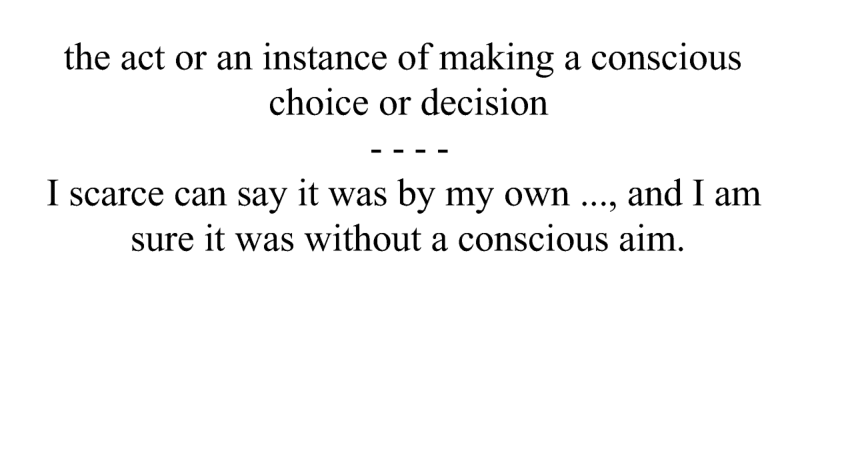 the act or an instance of making a conscious
choice or decision
- - - -
I scarce can say it was by my own ..., and I am
sure it was without a conscious aim.